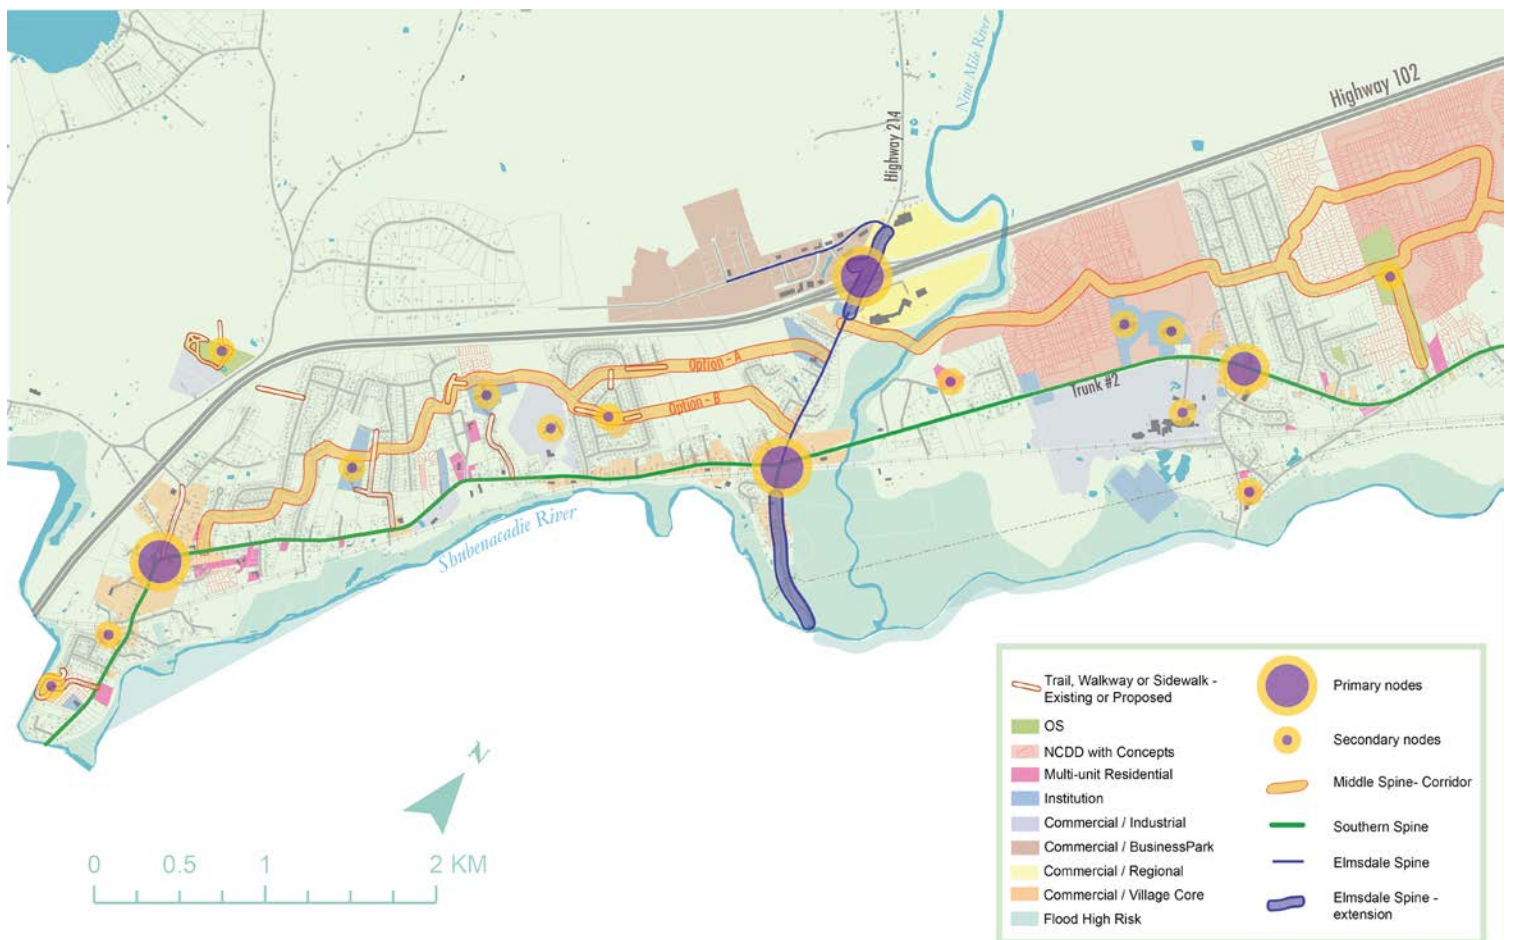 Nine Mile River
Highway 102
Highway 214
Option - A
Option - B
Trunk #2
Shubenacadie River
N
0 0.5 1 2 KM
Trail, Walkway or Sidewalk -
Existing or Proposed
OS
NCDD with Concepts
Multi-unit Residential
Institution
Commercial / Industrial
Commercial / BusinessPark
Commercial / Regional
Commercial / Village Core
Flood High Risk
Primary nodes
Secondary nodes
Middle Spine- Corridor
Southern Spine
Elmsdale Spine
Elmsdale Spine -
extension